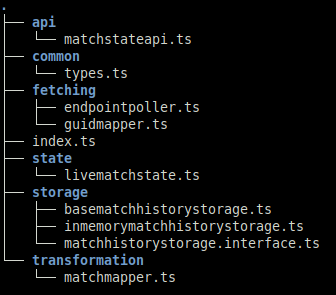 .
├── api
│   └── matchstateapi.ts
├── common
│   └── types.ts
├── fetching
│   ├── endpointpoller.ts
│   └── guidmapper.ts
├── index.ts
├── state
│   └── livematchstate.ts
├── storage
│   ├── basematchhistorystorage.ts
│   ├── inmemorymatchhistorystorage.ts
│   └── matchhistorystorage.interface.ts
└── transformation
    └── matchmapper.ts